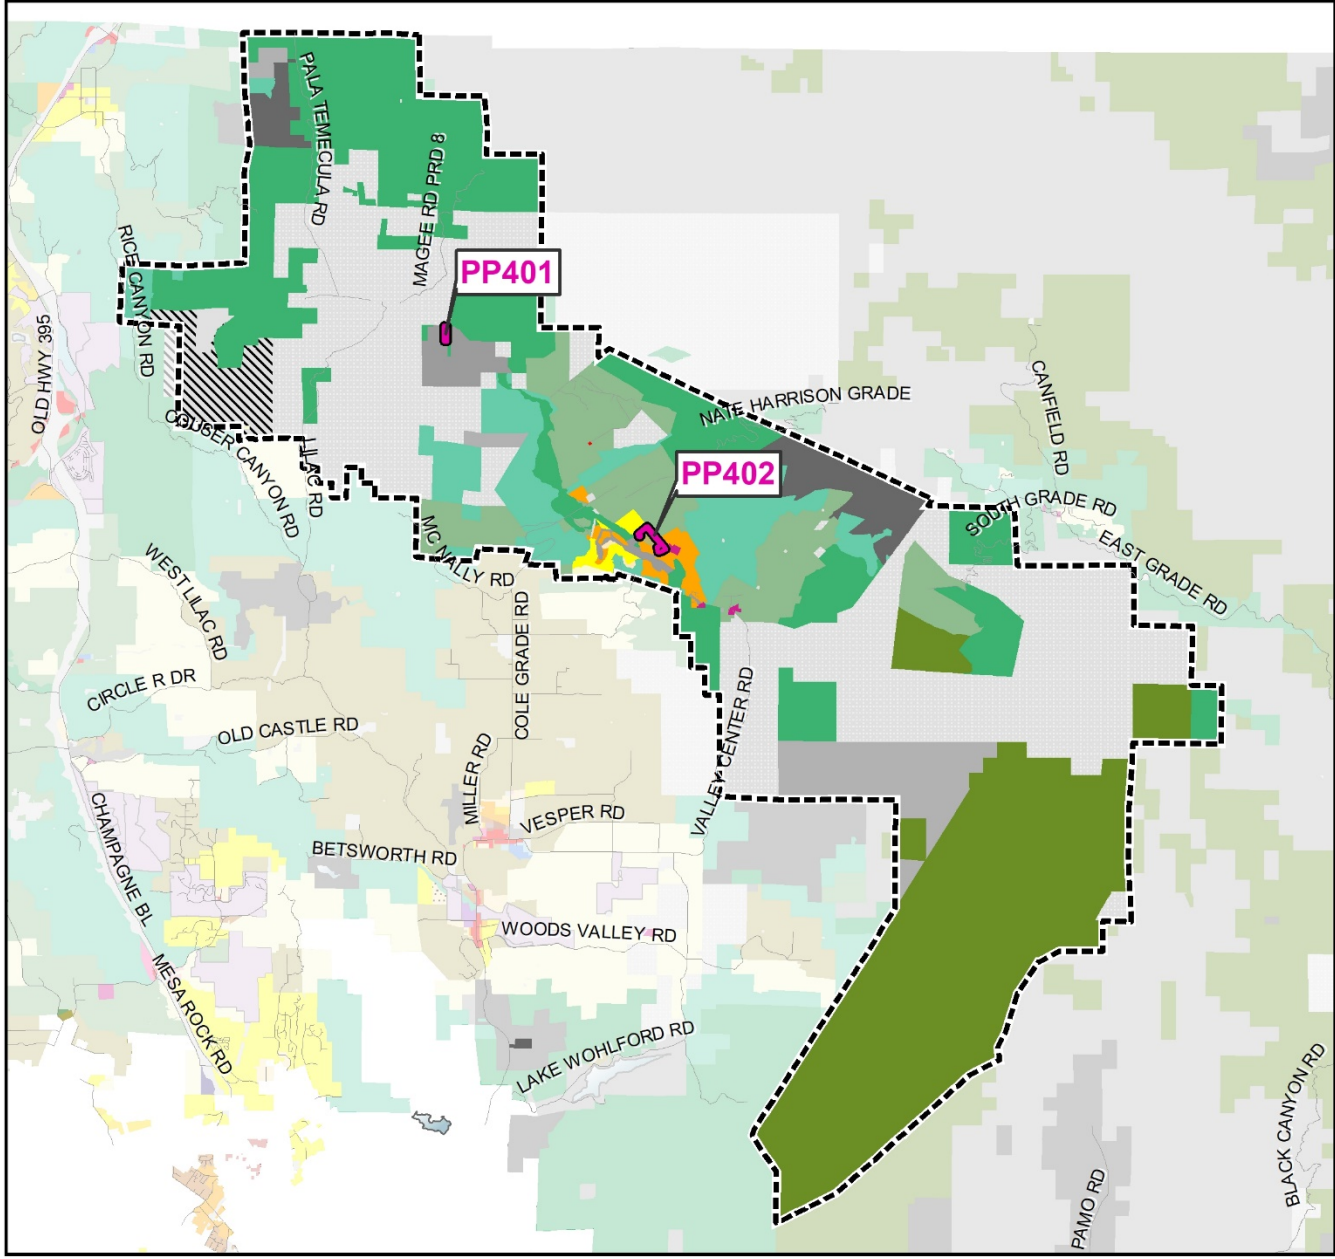 PALA TEMECULA RD
MAGEE RD PRD 8
RICE CANYON RD
PP401
OLD HWY 395
COUSER CANYON RD
LILAC RD
NATE HARRISON GRADE
CANFIELD RD
PP402
SOUTH GRADE RD
EAST GRADE RD
MC NALLY RD
WEST LILAC RD
COLE GRADE RD
CIRCLE R DR
OLD CASTLE RD
VALLEY CENTER RD
MILLER RD
VESPER RD
BETSWORTH RD
CHAMPAGNE BL
WOODS VALLEY RD
MESA ROCK RD
LAKE WOHLFORD RD
BLACK CANYON RD
PAMO RD